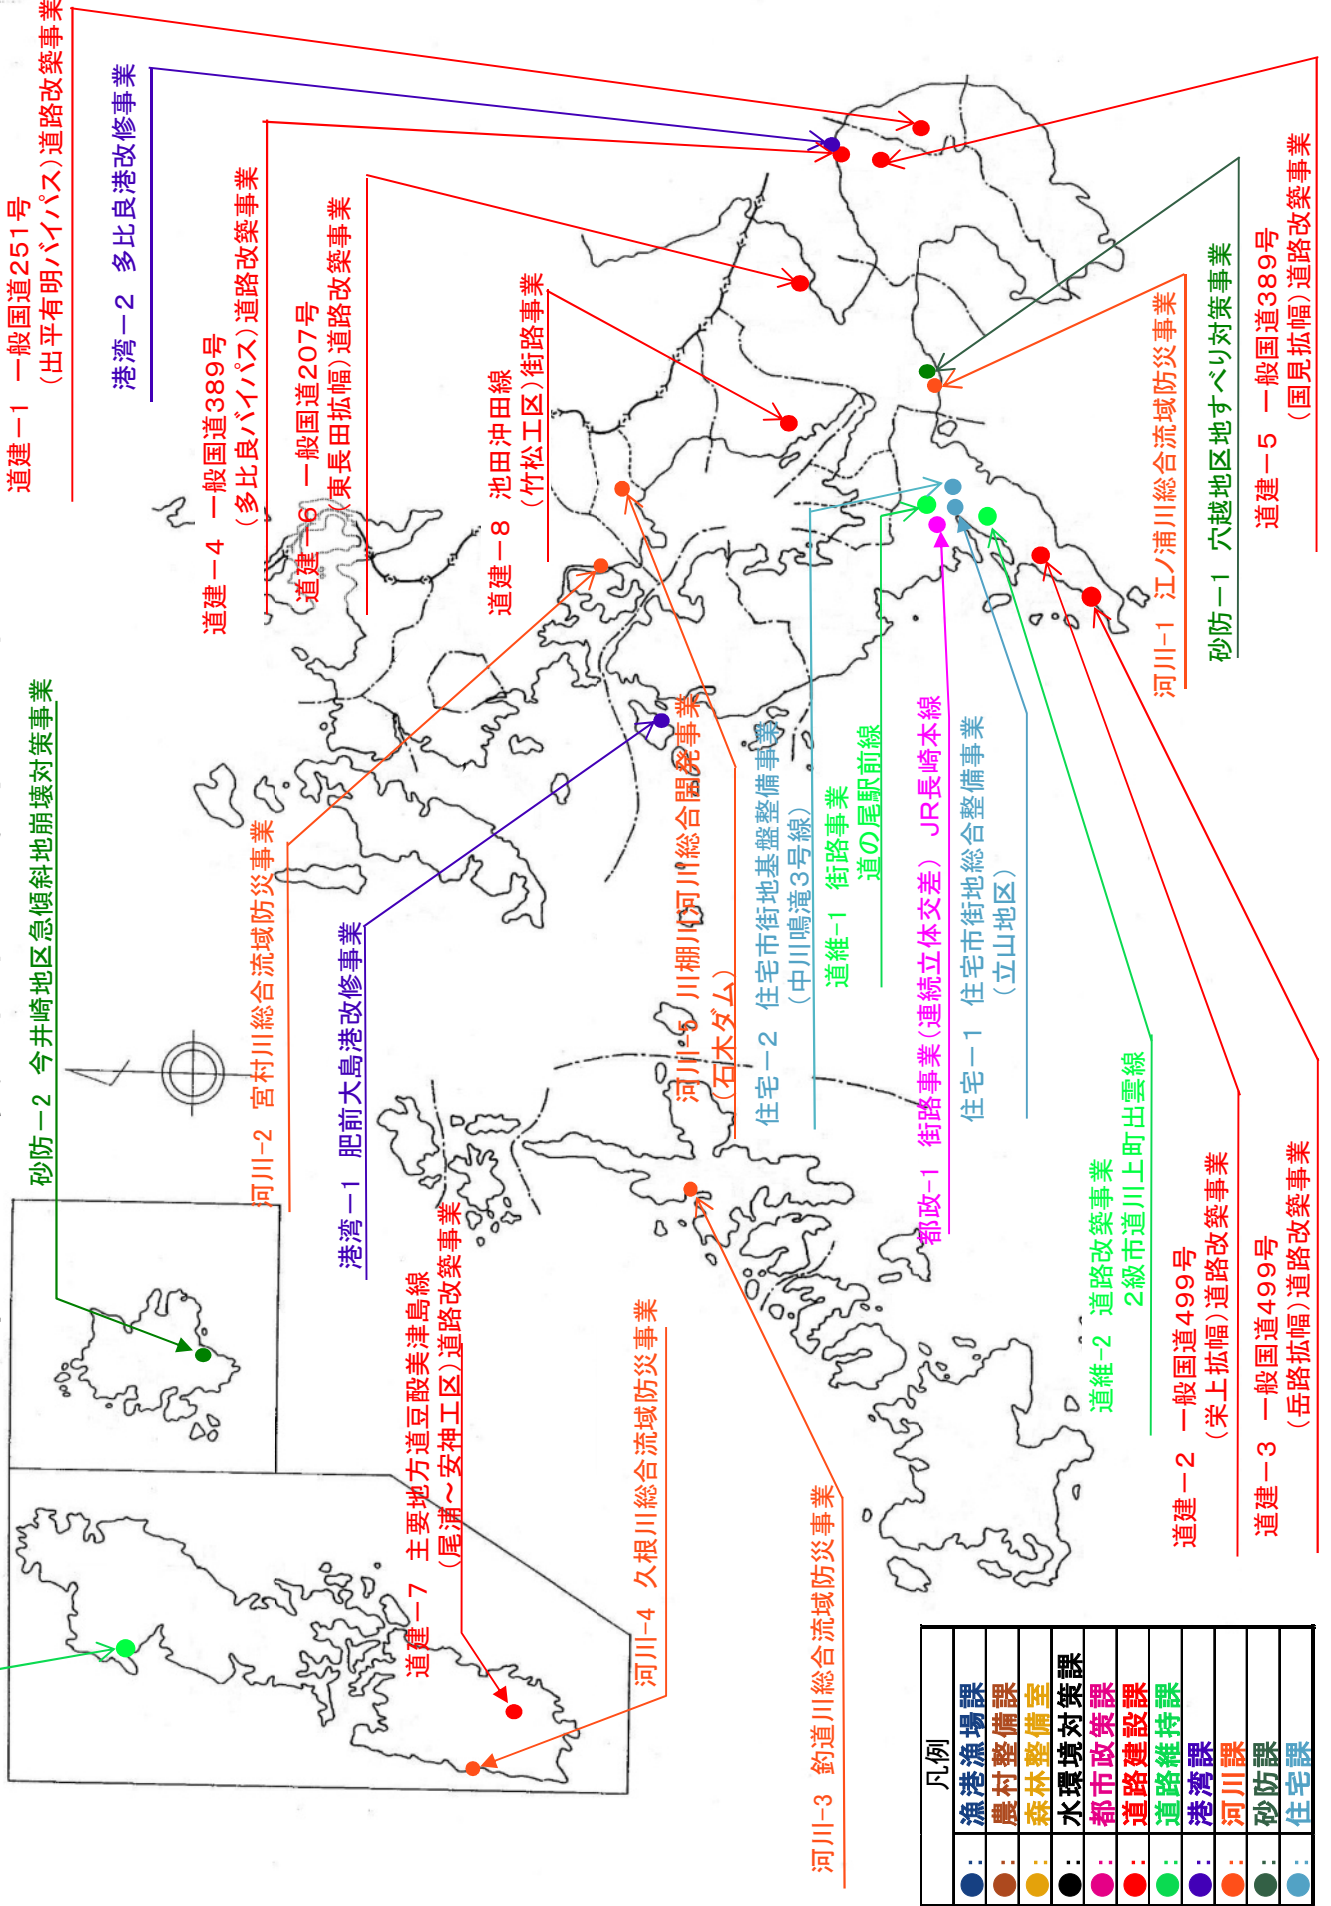 道建－1　一般国道251号
（出平有明バイパス）道路改築事業
港湾－2　多比良港改修事業
道建－4　一般国道389号
（多比良バイパス）道路改築事業
道建－6　一般国道207号
（東長田拡幅）道路改築事業
道建－8　池田沖田線
（竹松工区）街路事業
砂防－2　今井崎地区急傾斜地崩壊対策事業
河川-2　宮村川総合流域防災事業
港湾－1　肥前大島港改修事業
道建－7　主要地方道豆酘美津島線
（尾浦～安神工区）道路改築事業
河川-4　久根川総合流域防災事業
河川-3　釣道川総合流域防災事業
河川-5　川棚川河川総合開発事業
（石木ダム）
住宅－2　住宅市街地基盤整備事業
（中川鳴滝3号線）
道維-1　街路事業
道の尾駅前線
都政-1　街路事業（連続立体交差）　JR長崎本線
住宅－1　住宅市街地総合整備事業
（立山地区）
道維-2　道路改築事業
2級市道川上町出雲線
河川-1　江ノ浦川総合流域防災事業
砂防－1　穴越地区地すべり対策事業
道建－5　一般国道389号
（国見拡幅）道路改築事業
道建－2　一般国道499号
（栄上拡幅）道路改築事業
道建－3　一般国道499号
（岳路拡幅）道路改築事業
凡例
●：漁港漁場課
●：農村整備課
●：森林整備室
●：水環境対策課
●：都市政策課
●：道路建設課
●：道路維持課
●：港湾課
●：河川課
●：砂防課
●：住宅課